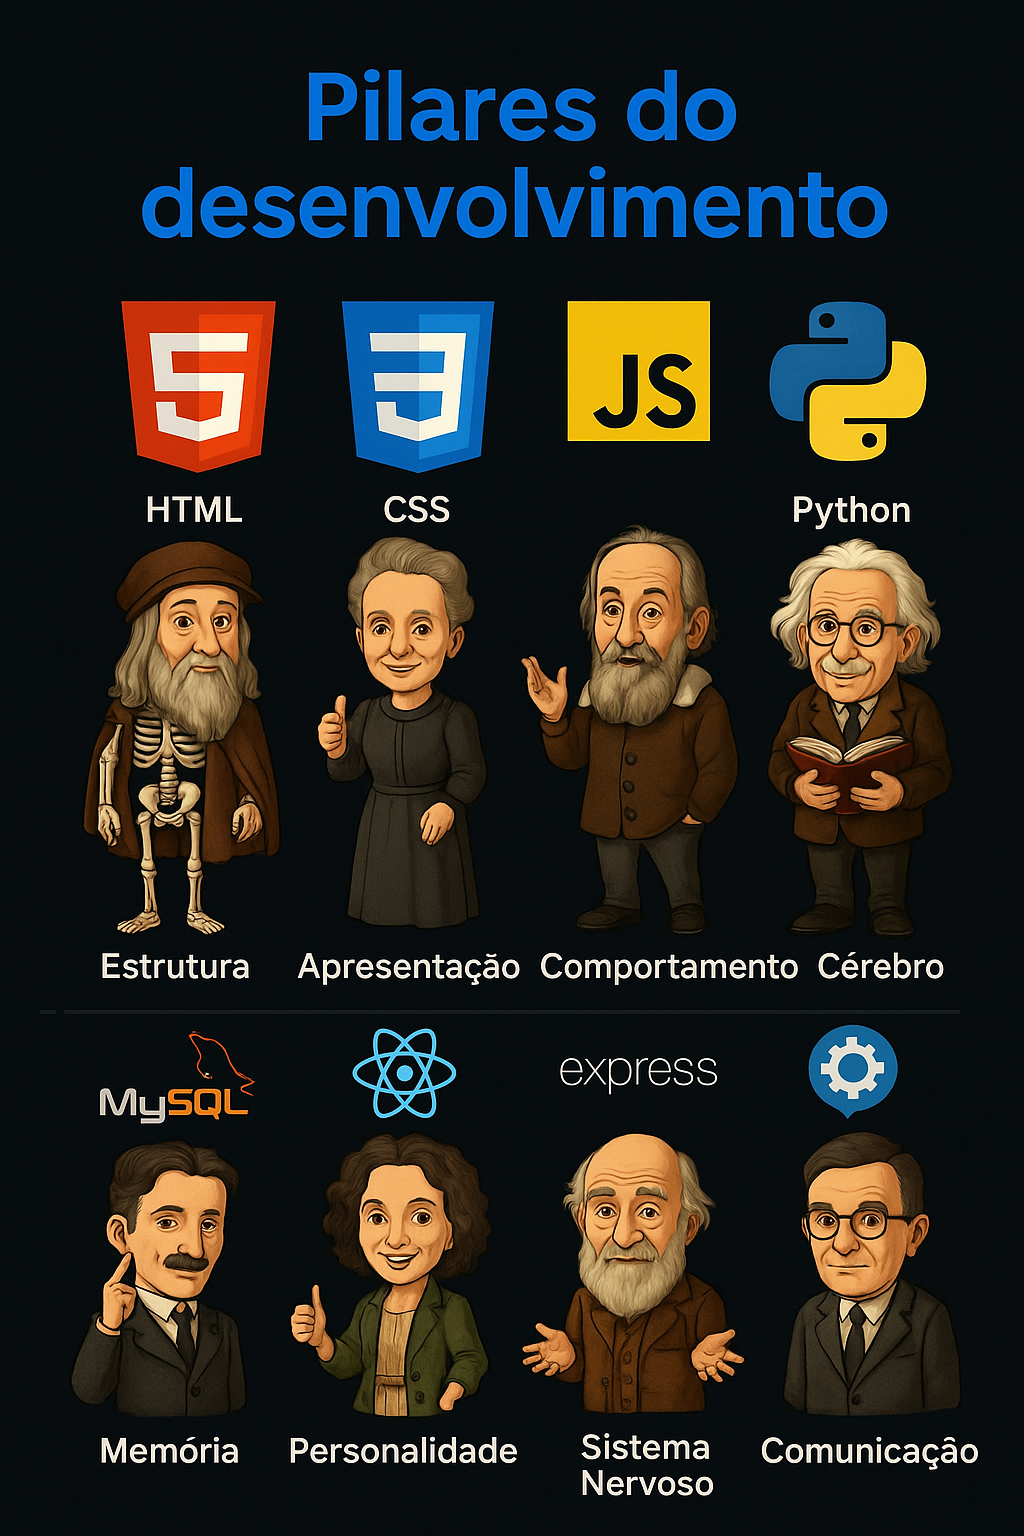 Pilares do
desenvolvimento
5
3
JS
HTML
CSS
Python
Estrutura
Apresentação
Comportamento
Cérebro
MySQL
express
Memória
Personalidade
Sistema
Nervoso
Comunicação